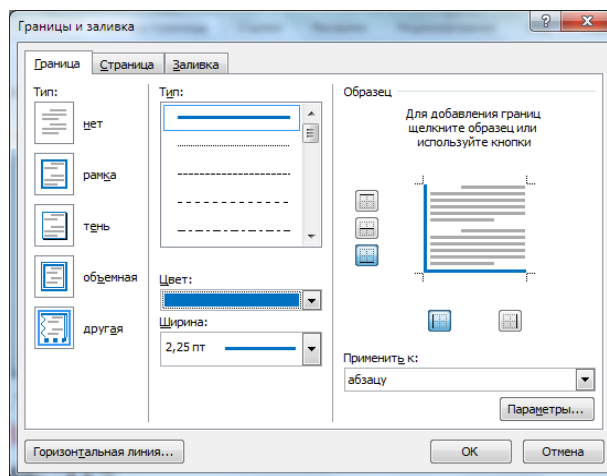 Границы и заливка
Граница Страница Заливка
Тип:
нет
рамка
тень
объемная
другая
Тип:
Цвет:
Ширина:
2,25 пт
Образец
Для добавления границ
щелкните образец или
используйте кнопки
Применить к:
абзацу
Параметры...
Горизонтальная линия...
ОК
Отмена